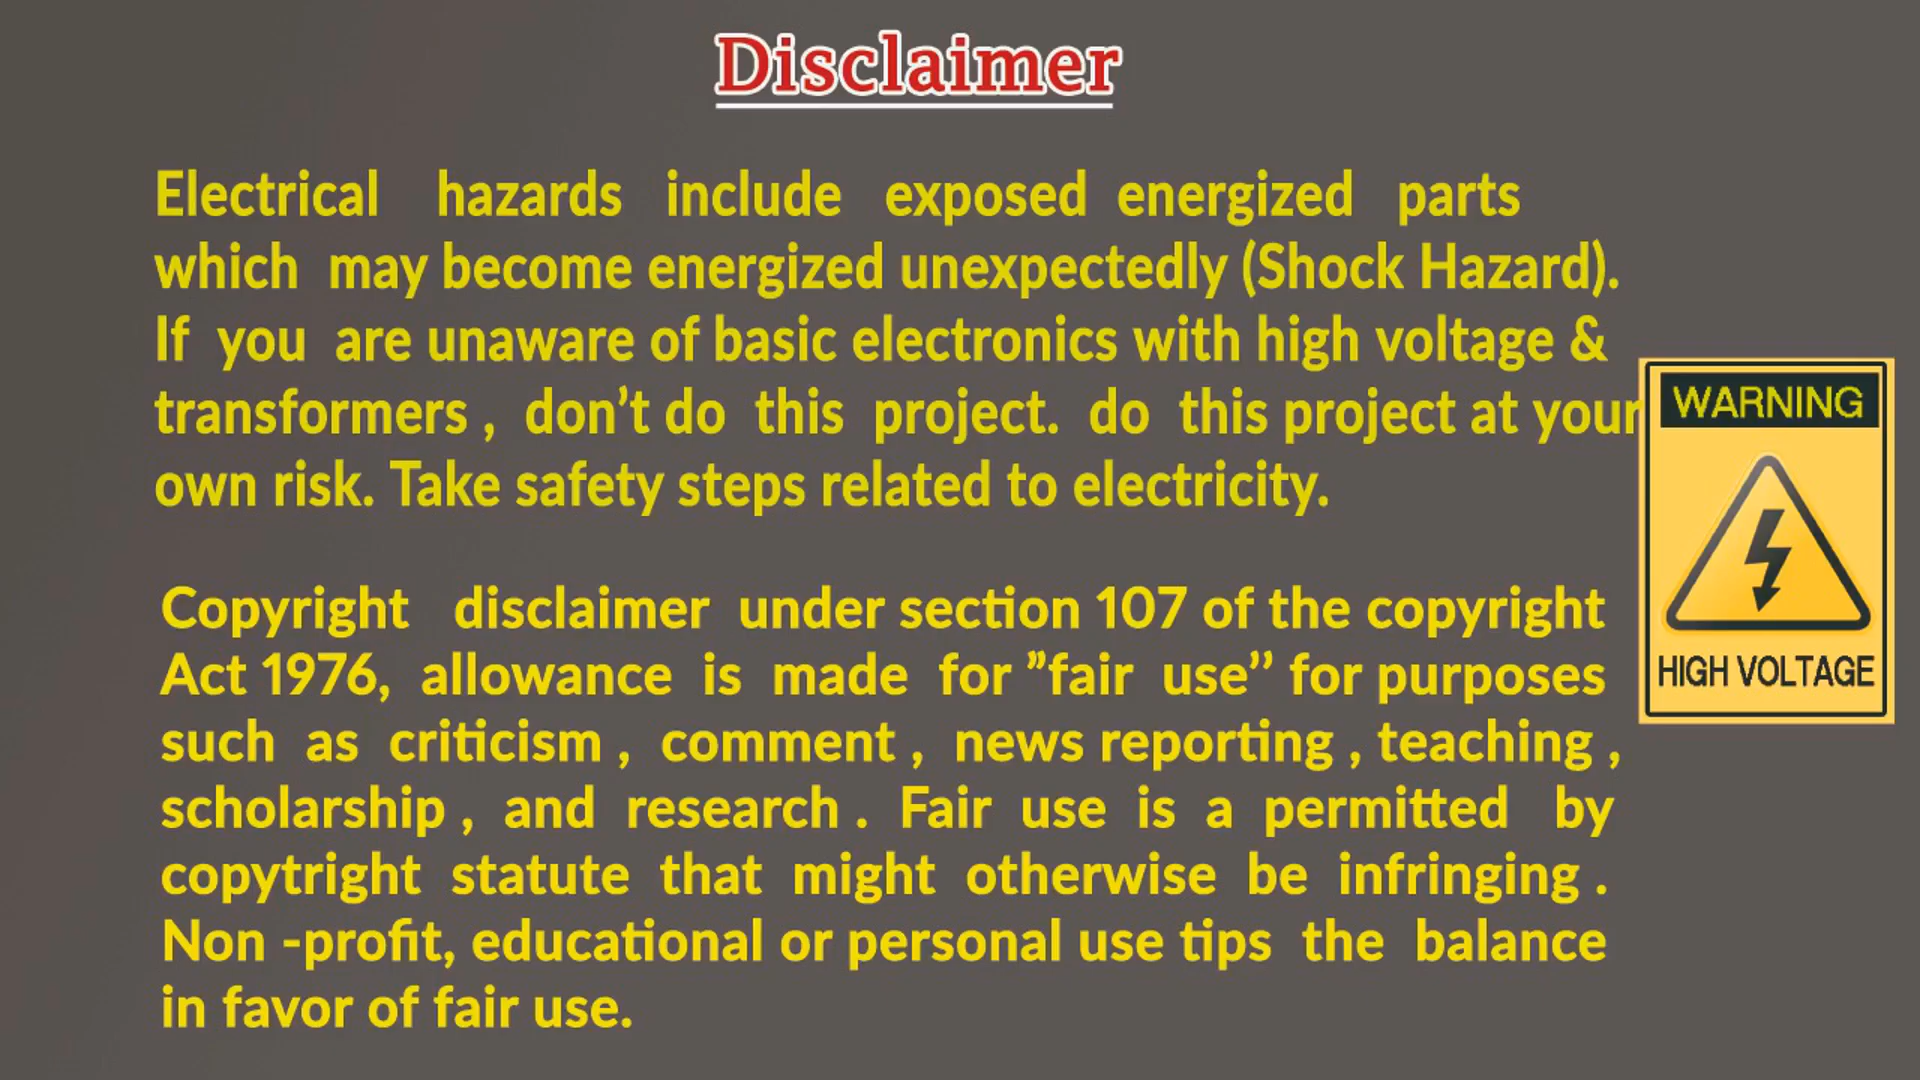 Disclaimer
Electrical hazards include exposed energized parts
which may become energized unexpectedly (Shock Hazard).
If you are unaware of basic electronics with high voltage &
transformers , don’t do this project. do this project at your
own risk. Take safety steps related to electricity.
WARNING
HIGH VOLTAGE
Copyright disclaimer under section 107 of the copyright
Act 1976, allowance is made for ”fair use’’ for purposes
such as criticism , comment , news reporting , teaching ,
scholarship , and research . Fair use is a permitted by
copytright statute that might otherwise be infringing .
Non -profit, educational or personal use tips the balance
in favor of fair use.